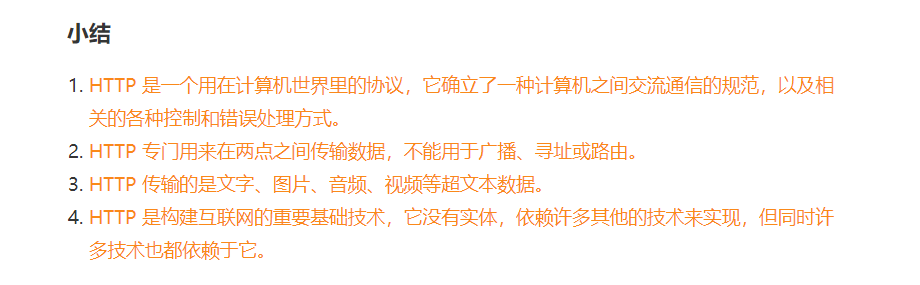 小结
1. HTTP 是一个用在计算机世界里的协议，它确立了一种计算机之间交流通信的规范，以及相
关的各种控制和错误处理方式。
2. HTTP 专门用来在两点之间传输数据，不能用于广播、寻址或路由。
3. HTTP 传输的是文字、图片、音频、视频等超文本数据。
4. HTTP 是构建互联网的重要基础技术，它没有实体，依赖许多其他的技术来实现，但同时许
多技术也都依赖于它。